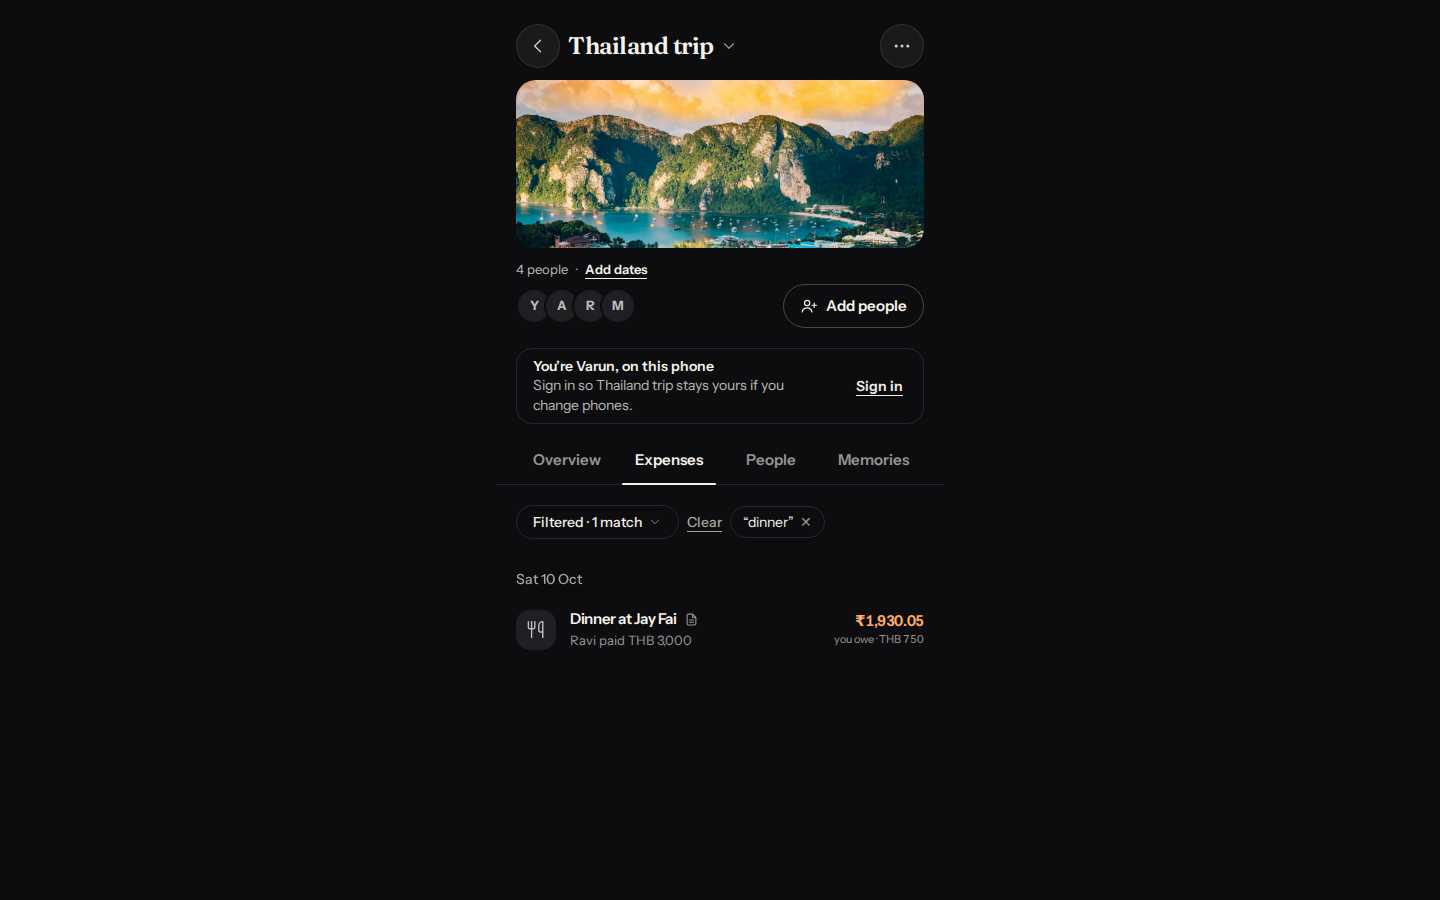 Thailand trip
4 people · Add dates
Y A R M
Add people
You're Varun, on this phone
Sign in so Thailand trip stays yours if you
change phones.
Sign in
Overview Expenses People Memories
Filtered · 1 match Clear “dinner” ✕
Sat 10 Oct
Dinner at Jay Fai ₹1,930.05
Ravi paid THB 3,000 you owe · THB 750